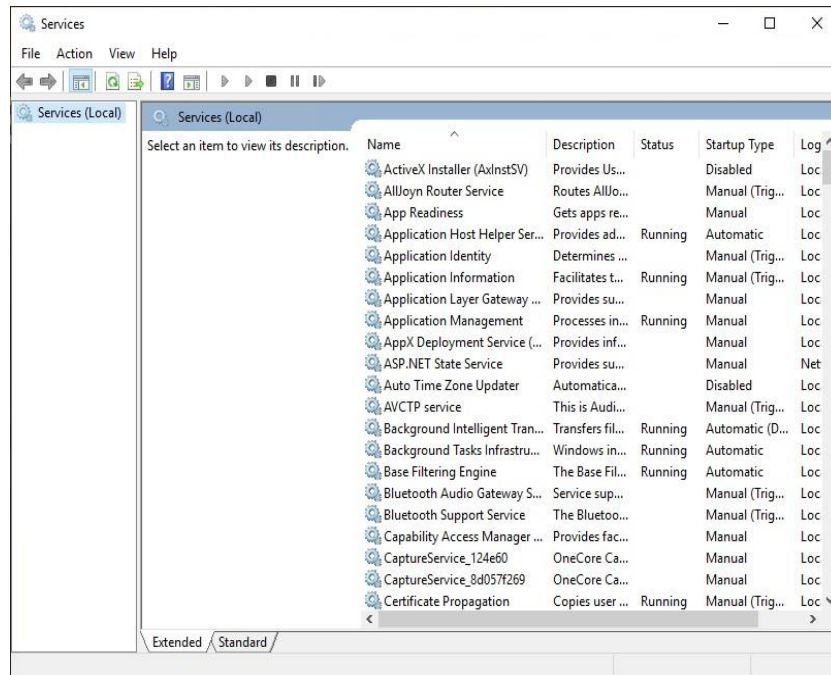 Services
File Action View Help
Services (Local)
Services (Local)
Select an item to view its description.
Name Description Status Startup Type Log
ActiveX Installer (AxInstSV) Provides Us... Disabled Loc
AllJoyn Router Service Routes AllJo... Manual (Trig... Loc
App Readiness Gets apps re... Manual Loc
Application Host Helper Ser... Provides ad... Running Automatic Loc
Application Identity Determines ... Manual (Trig... Loc
Application Information Facilitates t... Running Manual (Trig... Loc
Application Layer Gateway ... Provides su... Manual Loc
Application Management Processes in... Running Manual Loc
AppX Deployment Service (... Provides inf... Manual Loc
ASP.NET State Service Provides su... Manual Net
Auto Time Zone Updater Automatica... Disabled Loc
AVCTP service This is Audi... Manual (Trig... Loc
Background Intelligent Tran... Transfers fil... Running Automatic (D... Loc
Background Tasks Infrastru... Windows in... Running Automatic Loc
Base Filtering Engine The Base Fil... Running Automatic Loc
Bluetooth Audio Gateway S... Service sup... Manual (Trig... Loc
Bluetooth Support Service The Bluetoo... Manual (Trig... Loc
Capability Access Manager ... Provides fac... Manual Loc
CaptureService_124e60 OneCore Ca... Manual Loc
CaptureService_8d057f269 OneCore Ca... Manual Loc
Certificate Propagation Copies user ... Running Manual (Trig... Loc
Extended Standard